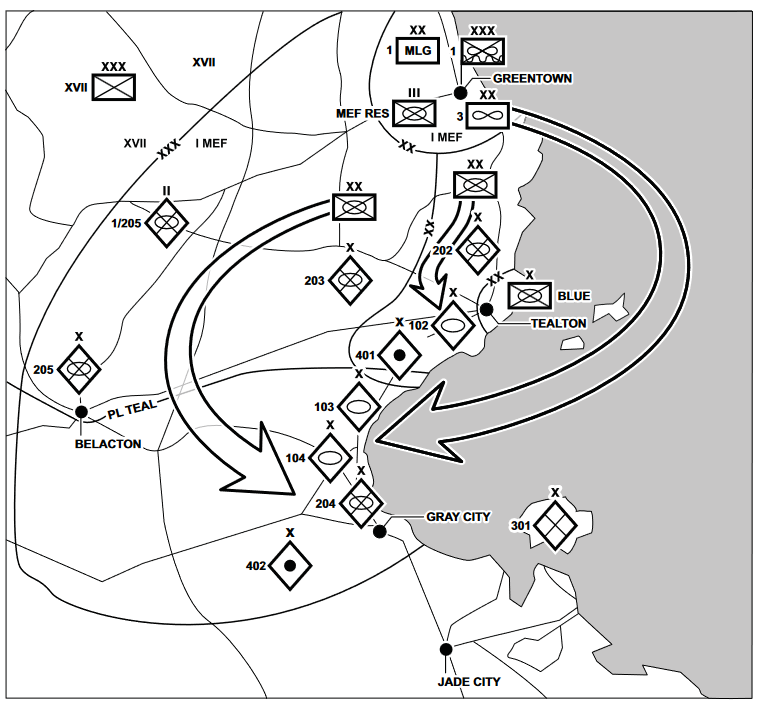 XX
1 MLG
XXX
1
GREENTOWN
XXX
XVII
XVII
III
MEF RES
XX
3
I MEF
XX
XVII XXX I MEF
XX
XX
II
1/205
XX
X
202
X
203
XX
X
BLUE
TEALTON
X
102
X
401
X
205
X
103
PL TEAL
BELACTON
X
104
X
204
GRAY CITY
X
301
X
402
JADE CITY